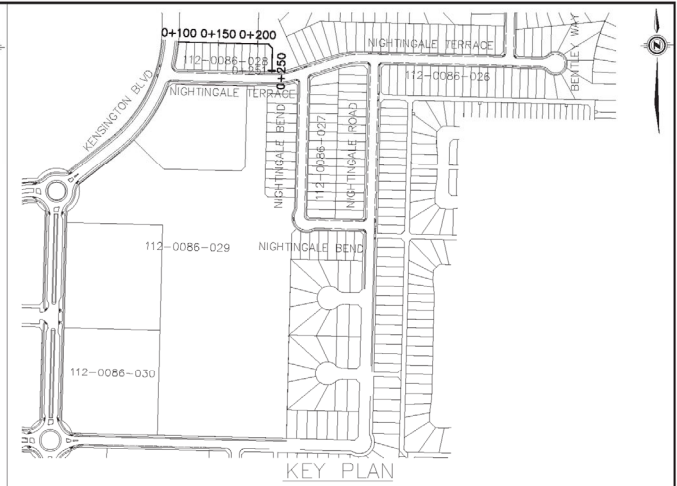 0+100 0+150 0+200
0+250
NIGHTINGALE TERRACE
BENTLEY WAY
112-0086-028
112-0086-026
KENSINGTON BLVD
NIGHTINGALE TERRACE
NIGHTINGALE BEND
112-0086-027
NIGHTINGALE ROAD
112-0086-029
NIGHTINGALE BEND
112-0086-030
KEY PLAN